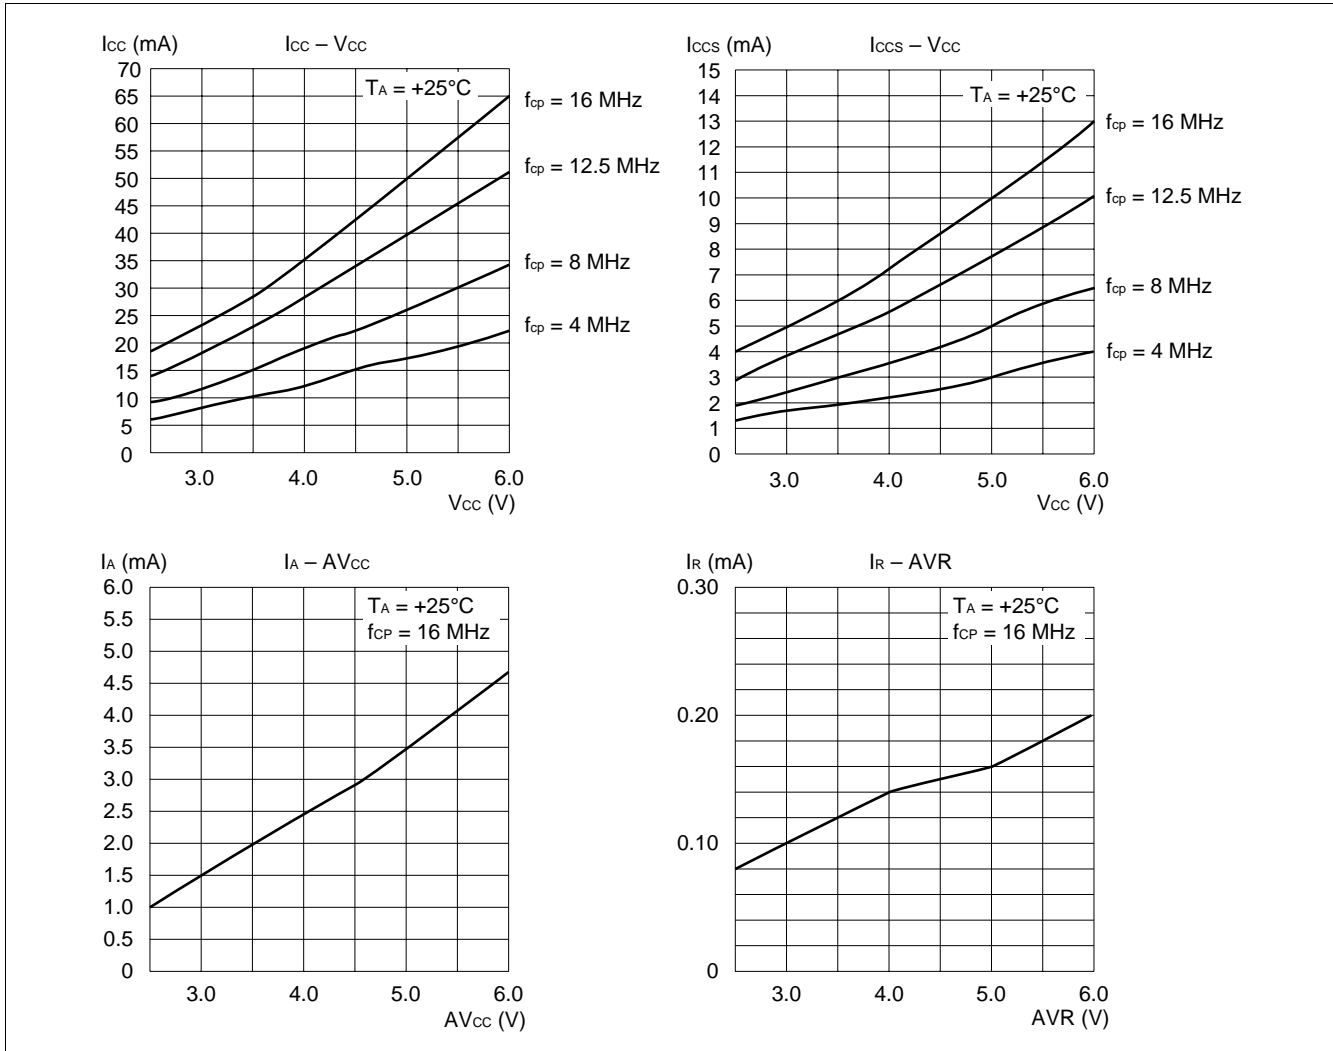 Icc (mA) Icc – Vcc
70
65
60
55
50
45
40
35
30
25
20
15
10
5
0
TA = +25°C
fcp = 16 MHz
fcp = 12.5 MHz
fcp = 8 MHz
fcp = 4 MHz
3.0 4.0 5.0 6.0
Vcc (V)
Iccs (mA) Iccs – Vcc
15
14
13
12
11
10
9
8
7
6
5
4
3
2
1
0
TA = +25°C
fcp = 16 MHz
fcp = 12.5 MHz
fcp = 8 MHz
fcp = 4 MHz
3.0 4.0 5.0 6.0
Vcc (V)
IA (mA) IA – AVcc
6.0
5.5
5.0
4.5
4.0
3.5
3.0
2.5
2.0
1.5
1.0
0.5
0
TA = +25°C
fCP = 16 MHz
3.0 4.0 5.0 6.0
AVcc (V)
IR (mA) IR – AVR
0.30
0.20
0.10
0
TA = +25°C
fCP = 16 MHz
3.0 4.0 5.0 6.0
AVR (V)